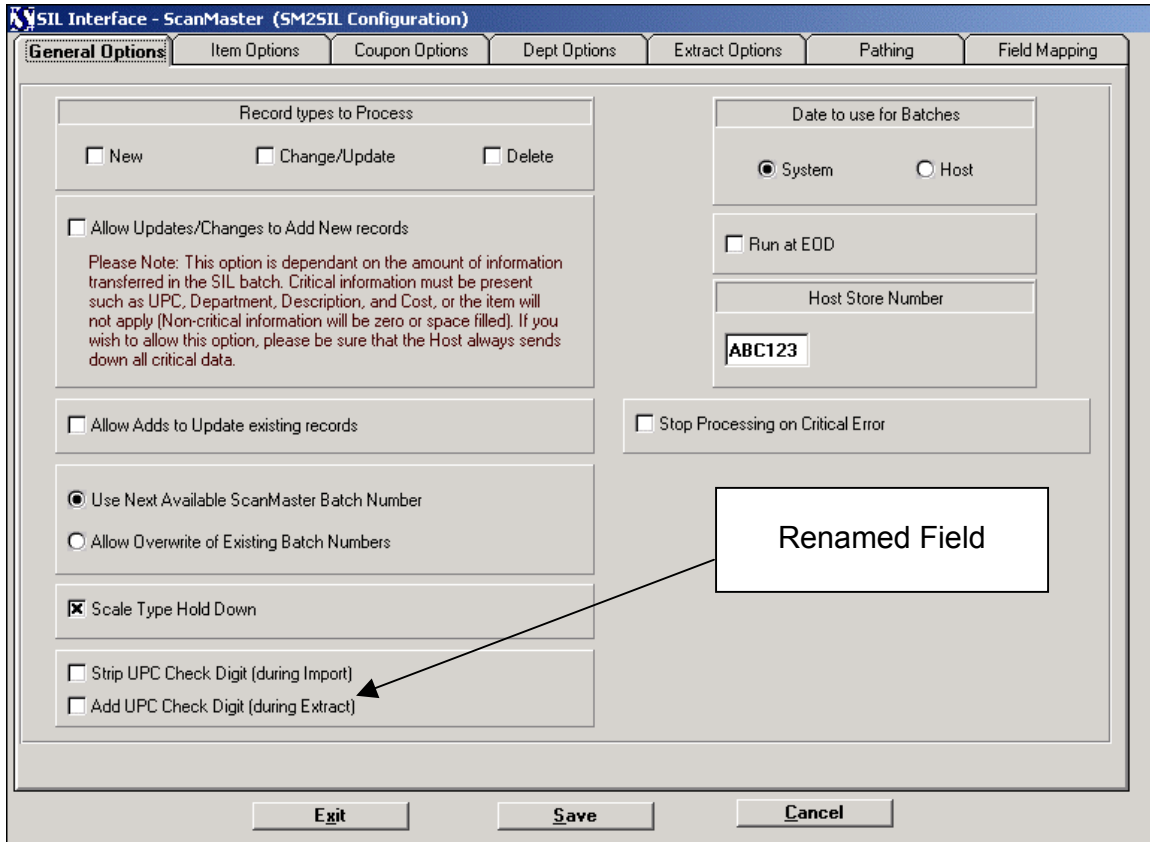 SIL Interface - ScanMaster (SM2SIL Configuration)
General Options
Item Options
Coupon Options
Dept Options
Extract Options
Pathing
Field Mapping
Record types to Process
New
Change/Update
Delete
Date to use for Batches
System
Host
Allow Updates/Changes to Add New records
Please Note: This option is dependant on the amount of information
transferred in the SIL batch. Critical information must be present
such as UPC, Department, Description, and Cost, or the item will
not apply (Non-critical information will be zero or space filled). If you
wish to allow this option, please be sure that the Host always sends
down all critical data.
Run at EOD
Host Store Number
ABC123
Allow Adds to Update existing records
Stop Processing on Critical Error
Use Next Available ScanMaster Batch Number
Allow Overwrite of Existing Batch Numbers
Renamed Field
Scale Type Hold Down
Strip UPC Check Digit (during Import)
Add UPC Check Digit (during Extract)
Exit
Save
Cancel